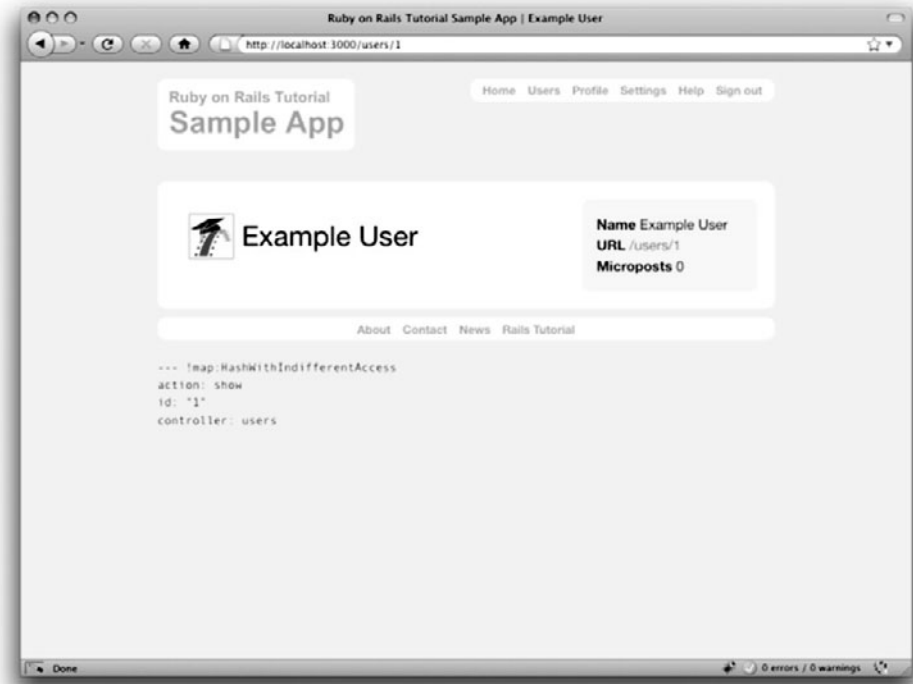 Ruby on Rails Tutorial Sample App | Example User
http://localhost:3000/users/1
Ruby on Rails Tutorial
Sample App
Home Users Profile Settings Help Sign out
Example User
Name Example User
URL /users/1
Microposts 0
About Contact News Rails Tutorial
--- !map:HashWithIndifferentAccess
action: show
id: "1"
controller: users
Done
0 errors / 0 warnings